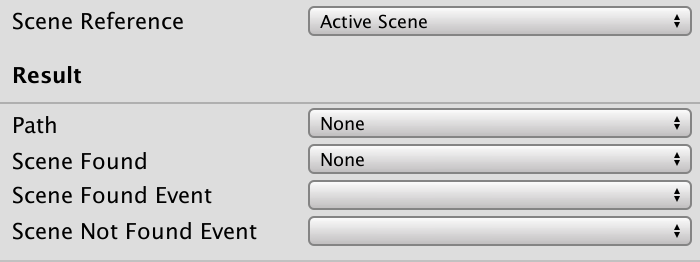 Scene Reference Active Scene
Result
Path None
Scene Found None
Scene Found Event
Scene Not Found Event